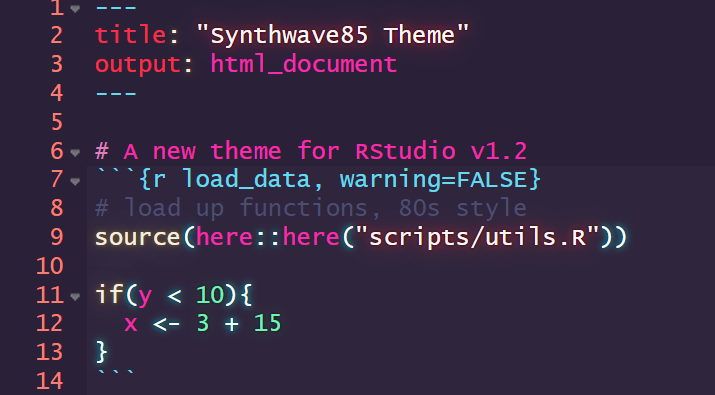 1 ---
2 title: "Synthwave85 Theme"
3 output: html_document
4 ---
5
6 # A new theme for RStudio v1.2
7 ```{r load_data, warning=FALSE}
8 # load up functions, 80s style
9 source(here::here("scripts/utils.R"))
10
11 if(y < 10){
12   x <- 3 + 15
13 }
14 ```